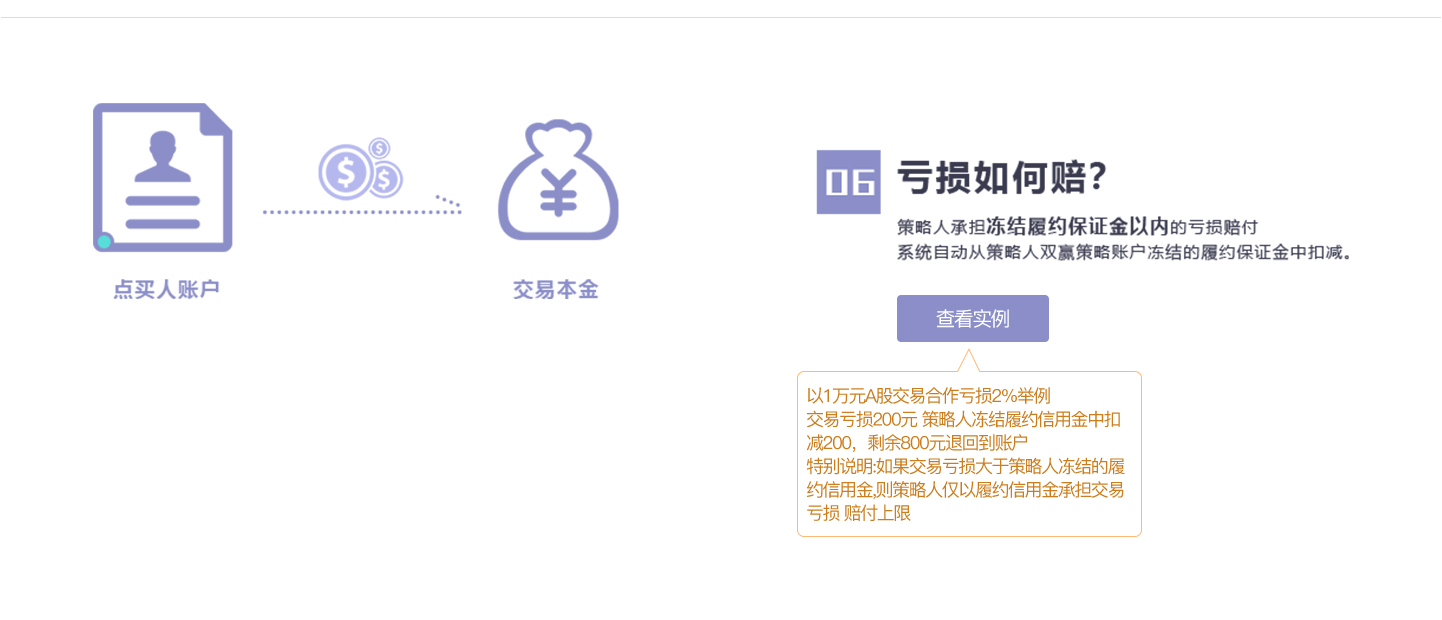 点买人账户
交易本金
06
亏损如何赔?
策略人承担冻结履约保证金以内的亏损赔付
系统自动从策略人双赢策略账户冻结的履约保证金中扣减。
查看实例
以1万元A股交易合作亏损2%举例
交易亏损200元 策略人冻结履约信用金中扣
减200，剩余800元退回到账户
特别说明:如果交易亏损大于策略人冻结的履
约信用金,则策略人仅以履约信用金承担交易
亏损 赔付上限